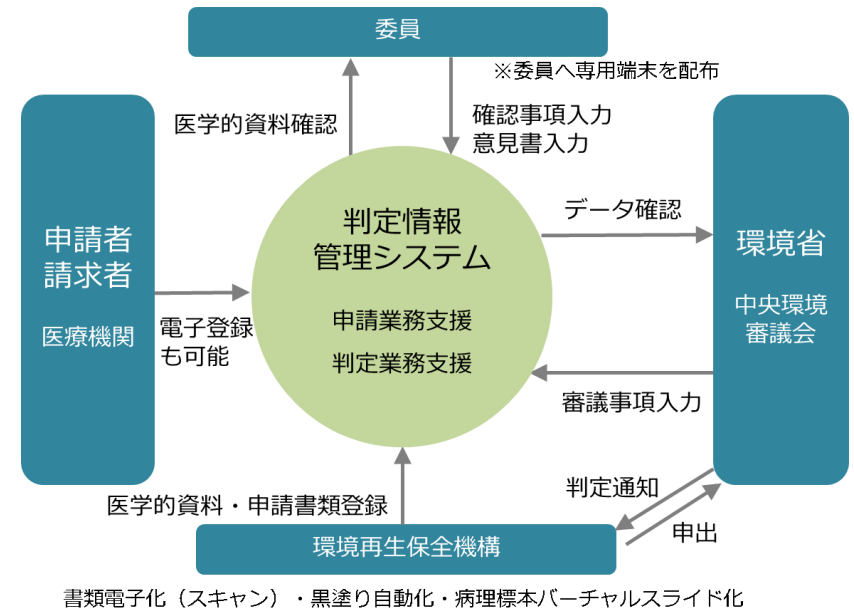 委員
※委員へ専用端末を配布
医学的資料確認
確認事項入力
意見書入力
申請者
請求者
医療機関
電子登録
も可能
判定情報
管理システム
申請業務支援
判定業務支援
データ確認
環境省
中央環境
審議会
審議事項入力
医学的資料・申請書類登録
判定通知
申出
環境再生保全機構
書類電子化（スキャン）・黒塗り自動化・病理標本バーチャルスライド化